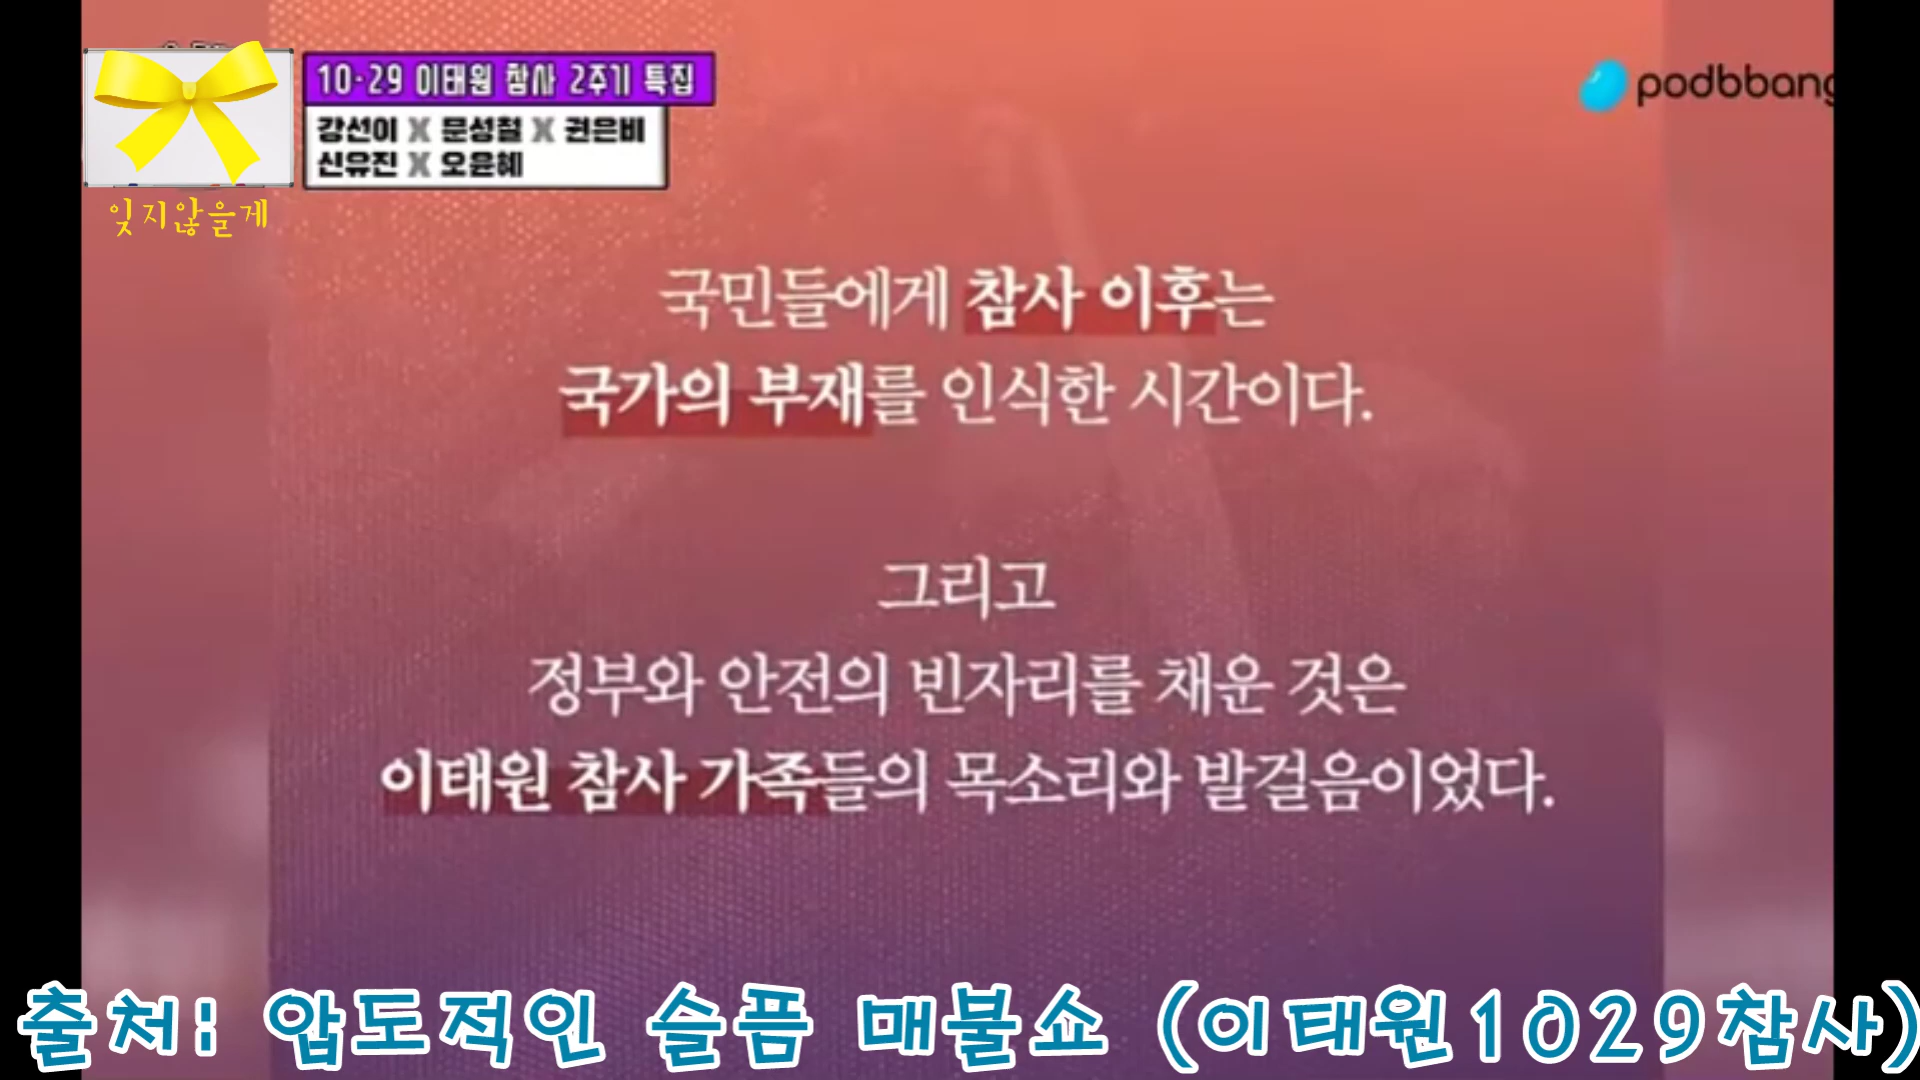 10·29 이태원 참사 2주기 특집
podbbang
강선이 X 문성철 X 권은비
신유진 X 오윤혜
잊지않을게
국민들에게 참사 이후는
국가의 부재를 인식한 시간이다.
그리고
정부와 안전의 빈자리를 채운 것은
이태원 참사 가족들의 목소리와 발걸음이었다.
출처: 압도적인 슬픔 매불쇼 (이태원1029참사)